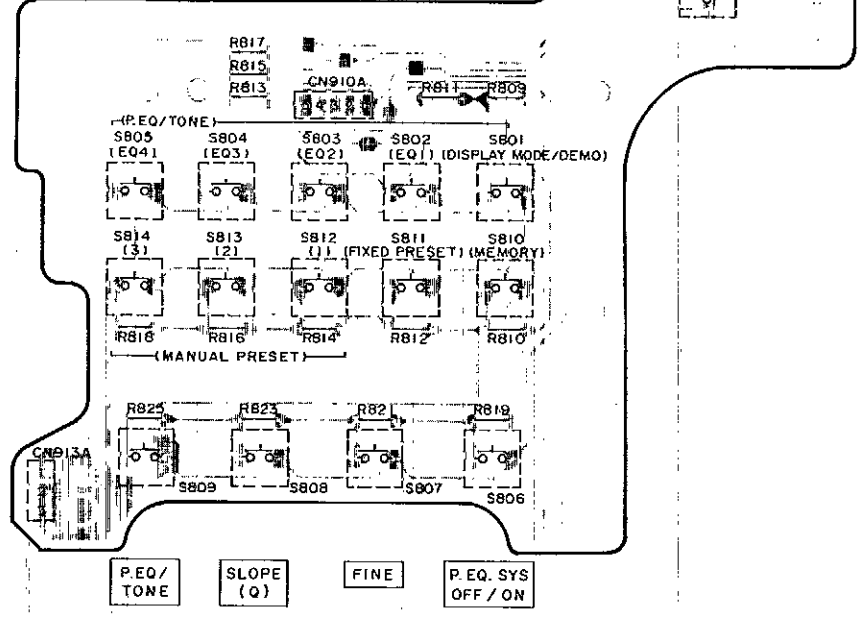 R817
R815
R813
CN910A
R811 R809
(P.EQ/TONE)
S805 S804 S803 S802 S801
(EQ4) (EQ3) (EQ2) (EQ1) (DISPLAY MODE/DEMO)
S814 S813 S812 S811 S810
(3) (2) (1) (FIXED PRESET) (MEMORY)
R818 R816 R814 R812 R810
(MANUAL PRESET)
R825 R823 R821 R819
CN913A
S809 S808 S807 S806
P.EQ/
TONE
SLOPE
(Q)
FINE
P.EQ.SYS
OFF/ON